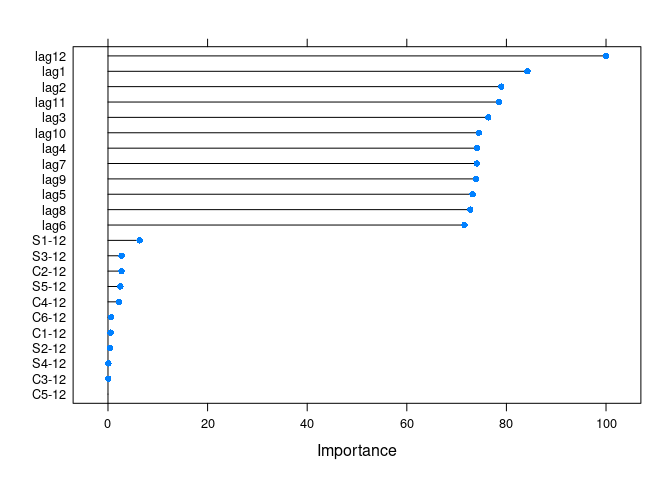 lag12
lag1
lag2
lag11
lag3
lag10
lag4
lag7
lag9
lag5
lag8
lag6
S1-12
S3-12
C2-12
S5-12
C4-12
C6-12
C1-12
S2-12
S4-12
C3-12
C5-12
0 20 40 60 80 100
Importance